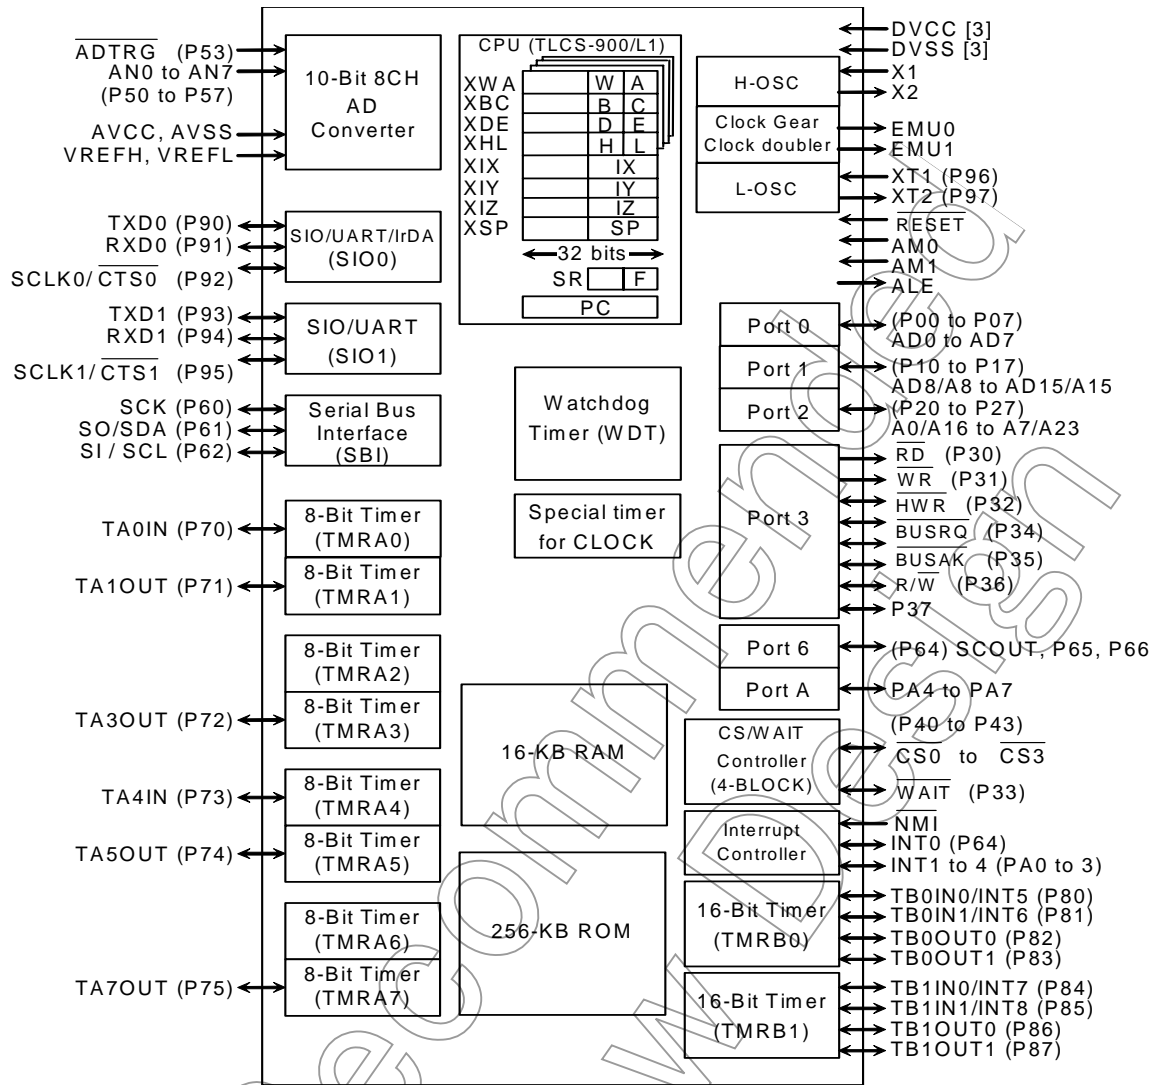 ADTRG (P53)
AN0 to AN7
(P50 to P57)
AVCC, AVSS
VREFH, VREFL
10-Bit 8CH
AD
Converter
TXD0 (P90)
RXD0 (P91)
SCLK0/CTS0 (P92)
SIO/UART/IrDA
(SIO0)
TXD1 (P93)
RXD1 (P94)
SCLK1/CTS1 (P95)
SIO/UART
(SIO1)
SCK (P60)
SO/SDA (P61)
SI / SCL (P62)
Serial Bus
Interface
(SBI)
TA0IN (P70)
8-Bit Timer
(TMRA0)
TA1OUT (P71)
8-Bit Timer
(TMRA1)
8-Bit Timer
(TMRA2)
TA3OUT (P72)
8-Bit Timer
(TMRA3)
TA4IN (P73)
8-Bit Timer
(TMRA4)
TA5OUT (P74)
8-Bit Timer
(TMRA5)
8-Bit Timer
(TMRA6)
TA7OUT (P75)
8-Bit Timer
(TMRA7)
CPU (TLCS-900/L1)
XWA W A
XBC B C
XDE D E
XHL H L
XIX IX
XIY IY
XIZ IZ
XSP SP
32 bits
SR F
PC
Watchdog
Timer (WDT)
Special timer
for CLOCK
16-KB RAM
256-KB ROM
DVCC [3]
DVSS [3]
H-OSC
X1
X2
Clock Gear
Clock doubler
EMU0
EMU1
L-OSC
XT1 (P96)
XT2 (P97)
RESET
AM0
AM1
ALE
Port 0
(P00 to P07)
AD0 to AD7
Port 1
(P10 to P17)
AD8/A8 to AD15/A15
Port 2
(P20 to P27)
A0/A16 to A7/A23
Port 3
RD (P30)
WR (P31)
HWR (P32)
BUSRQ (P34)
BUSAK (P35)
R/W (P36)
P37
Port 6
(P64) SCOUT, P65, P66
Port A
PA4 to PA7
CS/WAIT
Controller
(4-BLOCK)
(P40 to P43)
CS0 to CS3
WAIT (P33)
Interrupt
Controller
NMI
INT0 (P64)
INT1 to 4 (PA0 to 3)
16-Bit Timer
(TMRB0)
TB0IN0/INT5 (P80)
TB0IN1/INT6 (P81)
TB0OUT0 (P82)
TB0OUT1 (P83)
16-Bit Timer
(TMRB1)
TB1IN0/INT7 (P84)
TB1IN1/INT8 (P85)
TB1OUT0 (P86)
TB1OUT1 (P87)
ecommended
w Design